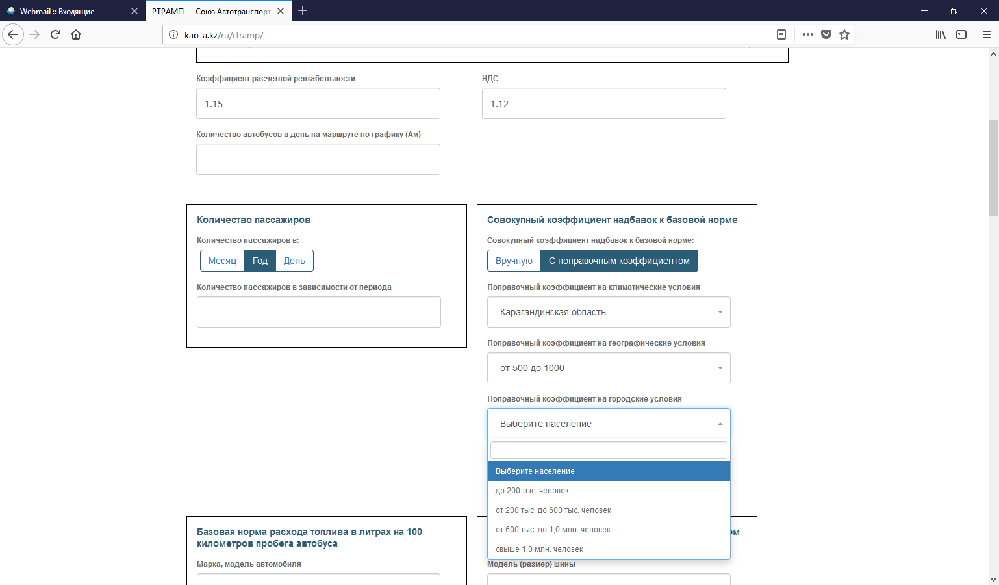 Webmail :: Входящие
РТРАМП — Союз Автотранспортн
kao-a.kz/ru/rtramp/
Коэффициент расчетной рентабельности
НДС
1.15
1.12
Количество автобусов в день на маршруте по графику (Ам)
Количество пассажиров
Количество пассажиров в:
Месяц Год День
Количество пассажиров в зависимости от периода
Совокупный коэффициент надбавок к базовой норме
Совокупный коэффициент надбавок к базовой норме:
Вручную С поправочным коэффициентом
Поправочный коэффициент на климатические условия
Карагандинская область
Поправочный коэффициент на географические условия
от 500 до 1000
Поправочный коэффициент на городские условия
Выберите население
Выберите население
до 200 тыс. человек
от 200 тыс. до 600 тыс. человек
от 600 тыс. до 1,0 млн. человек
свыше 1,0 млн. человек
Базовая норма расхода топлива в литрах на 100
километров пробега автобуса
Марка, модель автомобиля
ом
Модель (размер) шины